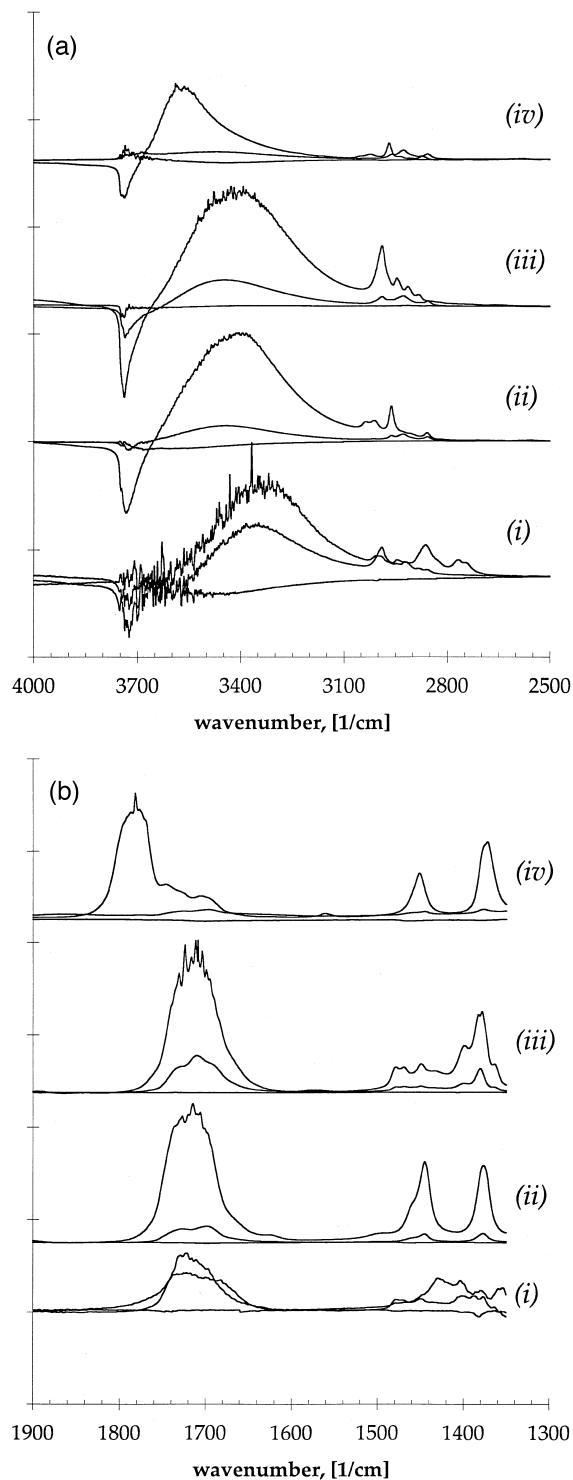 (a)
(iv)
(iii)
(ii)
(i)
4000 3700 3400 3100 2800 2500
wavenumber, [1/cm]
(b)
(iv)
(iii)
(ii)
(i)
1900 1800 1700 1600 1500 1400 1300
wavenumber, [1/cm]